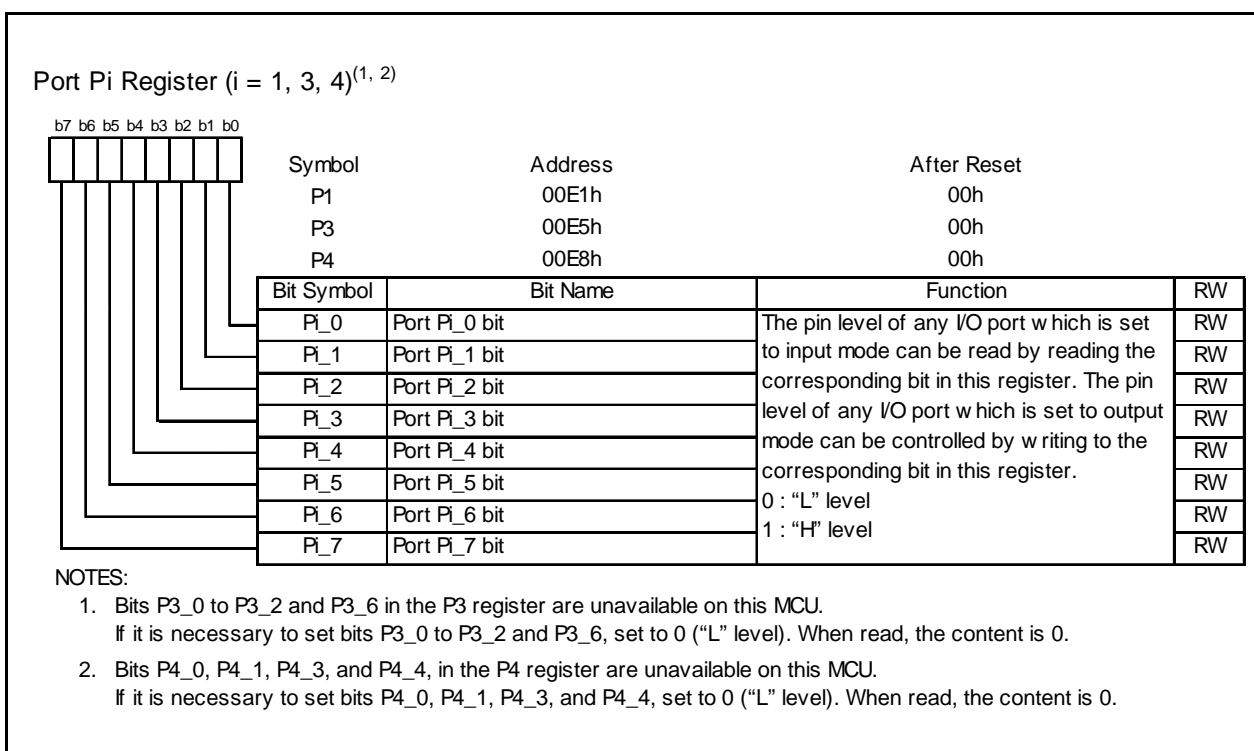 Port Pi Register (i = 1, 3, 4)(1, 2)
b7 b6 b5 b4 b3 b2 b1 b0
Symbol Address After Reset
P1 00E1h 00h
P3 00E5h 00h
P4 00E8h 00h
Bit Symbol Bit Name Function RW
Pi_0 Port Pi_0 bit The pin level of any I/O port which is set RW
Pi_1 Port Pi_1 bit to input mode can be read by reading the RW
Pi_2 Port Pi_2 bit corresponding bit in this register. The pin RW
Pi_3 Port Pi_3 bit level of any I/O port which is set to output RW
Pi_4 Port Pi_4 bit mode can be controlled by writing to the RW
Pi_5 Port Pi_5 bit corresponding bit in this register. RW
Pi_6 Port Pi_6 bit 0 : “L” level RW
Pi_7 Port Pi_7 bit 1 : “H” level RW
NOTES:
1. Bits P3_0 to P3_2 and P3_6 in the P3 register are unavailable on this MCU.
If it is necessary to set bits P3_0 to P3_2 and P3_6, set to 0 (“L” level). When read, the content is 0.
2. Bits P4_0, P4_1, P4_3, and P4_4, in the P4 register are unavailable on this MCU.
If it is necessary to set bits P4_0, P4_1, P4_3, and P4_4, set to 0 (“L” level). When read, the content is 0.